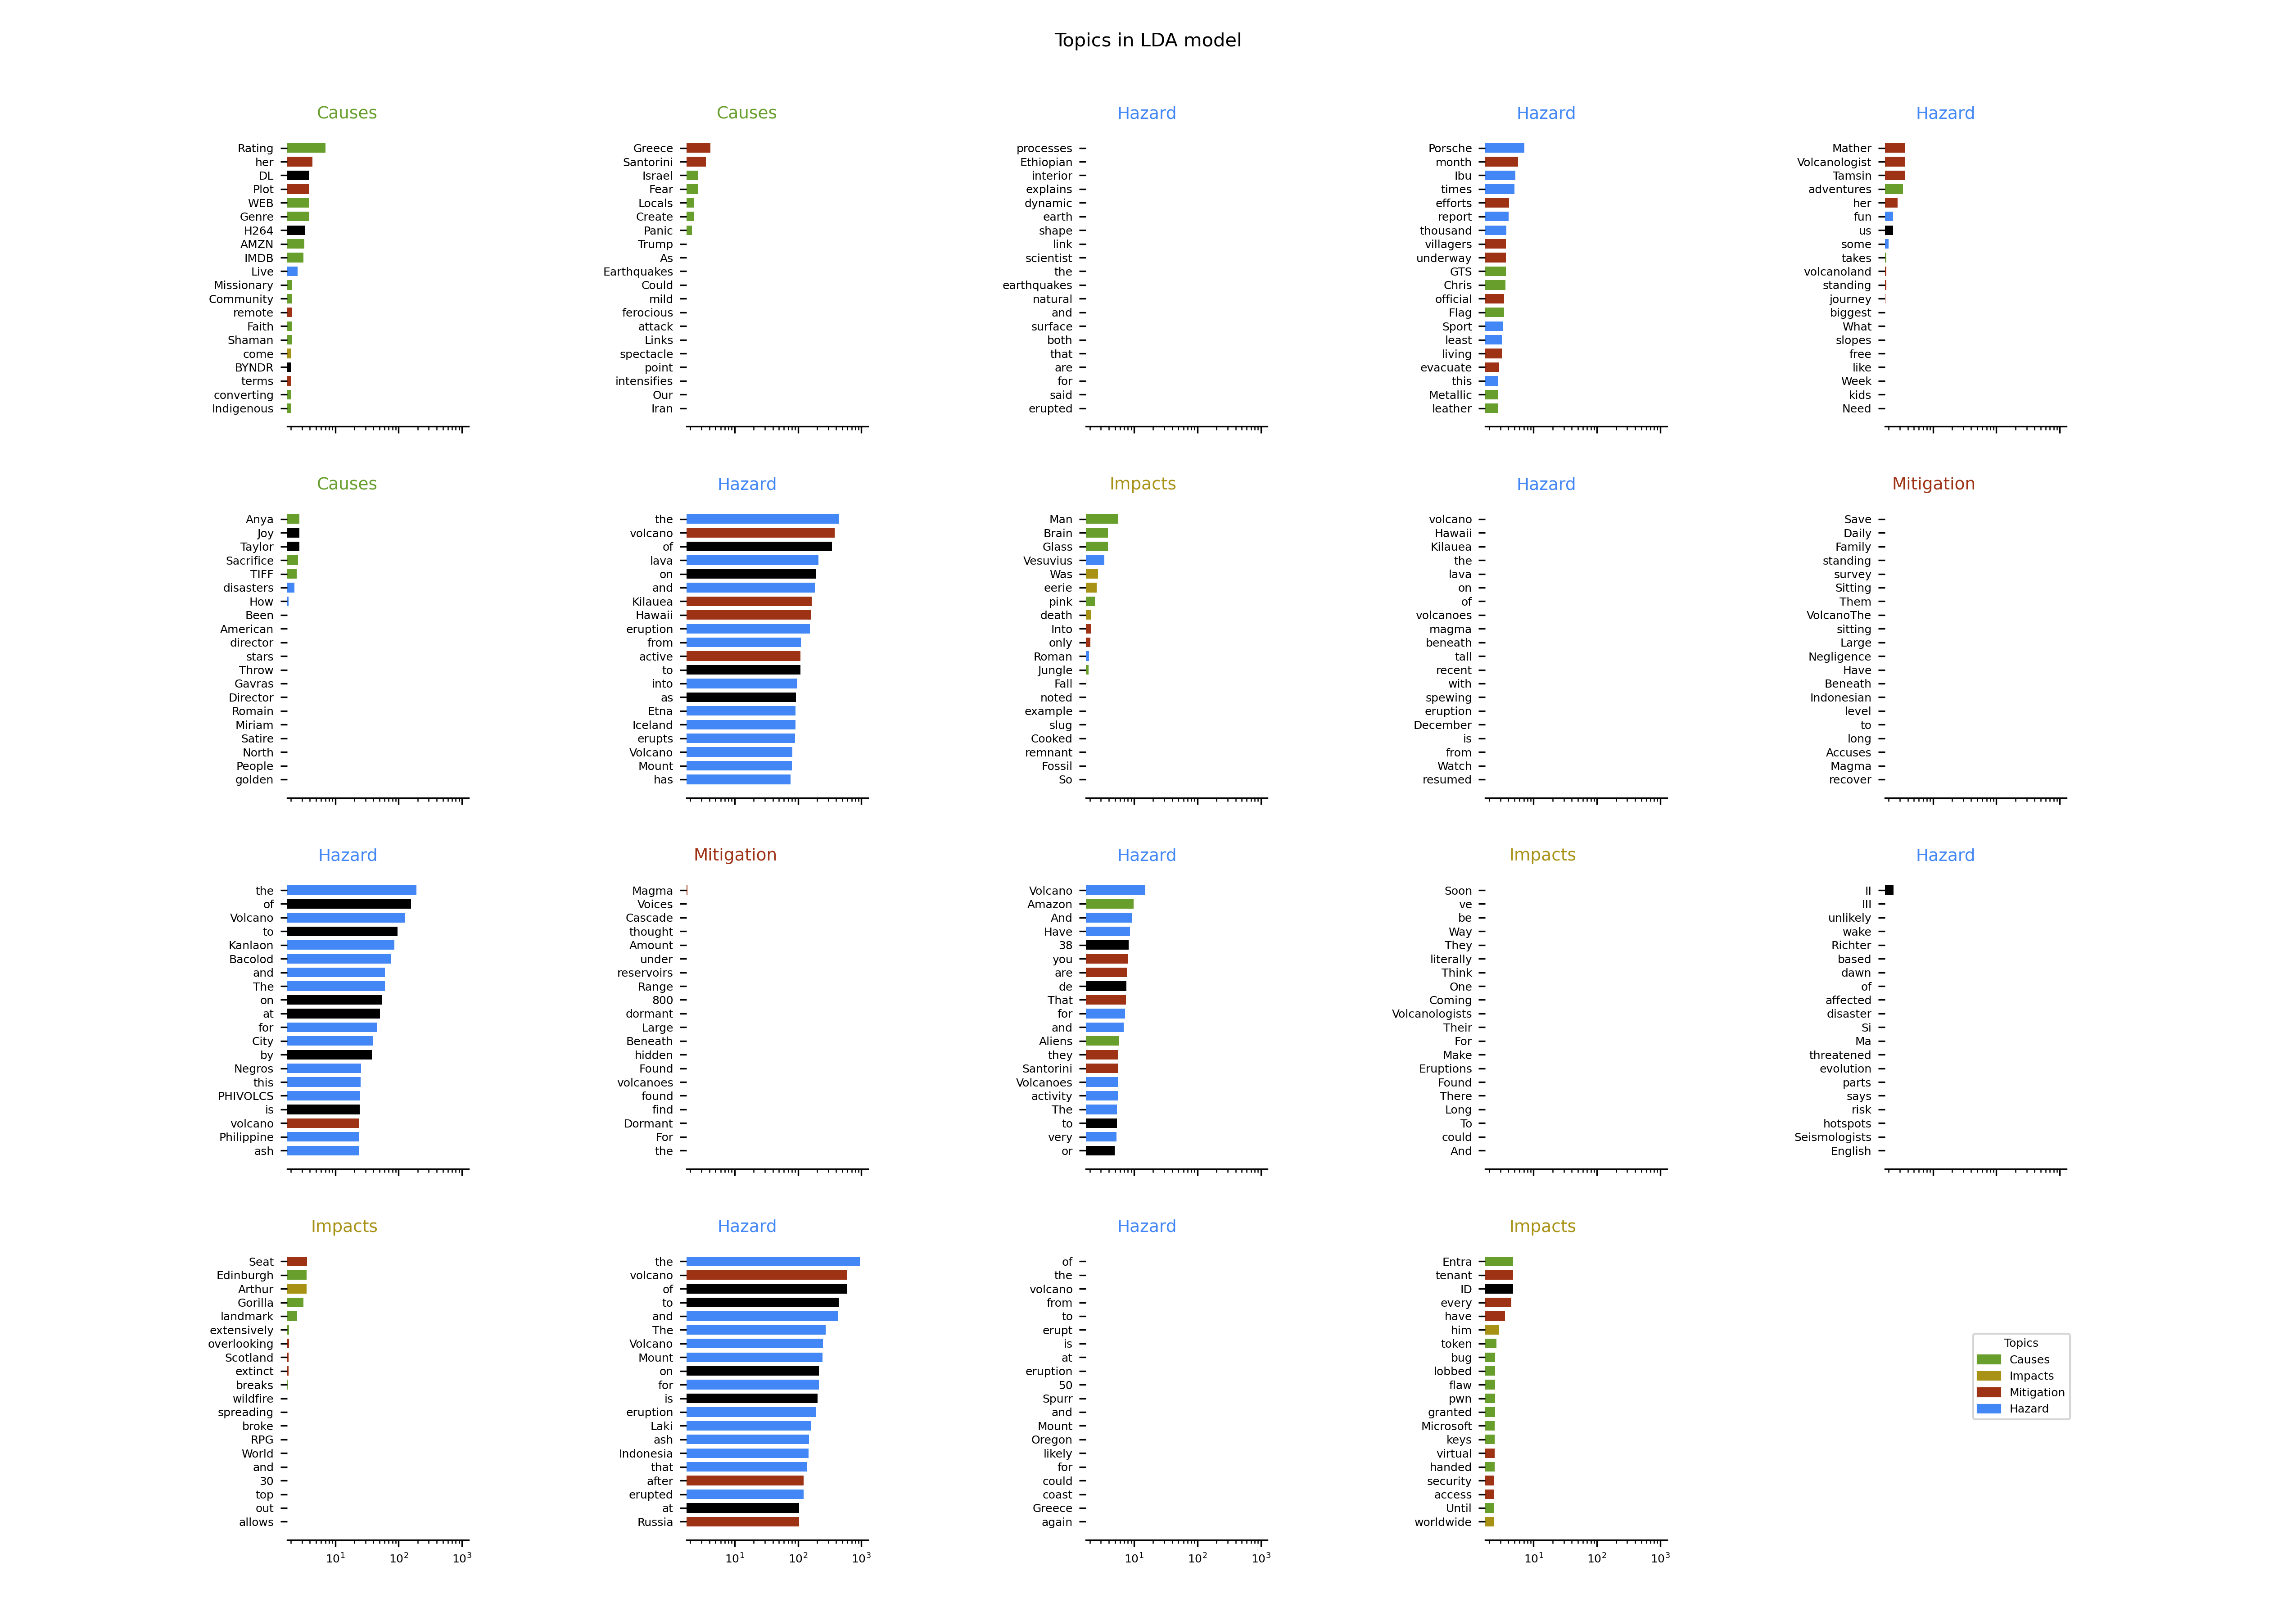 Topics in LDA model
Causes
Rating
her
DL
Plot
WEB
Genre
H264
AMZN
IMDB
Live
Missionary
Community
remote
Faith
Shaman
come
BYNDR
terms
converting
Indigenous
Causes
Greece
Santorini
Israel
Fear
Locals
Create
Panic
Trump
As
Earthquakes
Could
mild
ferocious
attack
Links
spectacle
point
intensifies
Our
Iran
Hazard
processes
Ethiopian
interior
explains
dynamic
earth
shape
link
scientist
the
earthquakes
natural
and
surface
both
that
are
for
said
erupted
Hazard
Porsche
month
Ibu
times
efforts
report
thousand
villagers
underway
GTS
Chris
official
Flag
Sport
least
living
evacuate
this
Metallic
leather
Hazard
Mather
Volcanologist
Tamsin
adventures
her
fun
us
some
takes
volcanoland
standing
journey
biggest
What
slopes
free
like
Week
kids
Need
Causes
Anya
Joy
Taylor
Sacrifice
TIFF
disasters
How
Been
American
director
stars
Throw
Gavras
Director
Romain
Miriam
Satire
North
People
golden
Hazard
the
volcano
of
lava
on
and
Kilauea
Hawaii
eruption
from
active
to
into
as
Etna
Iceland
erupts
Volcano
Mount
has
Impacts
Man
Brain
Glass
Vesuvius
Was
eerie
pink
death
Into
only
Roman
Jungle
Fall
noted
example
slug
Cooked
remnant
Fossil
So
Hazard
volcano
Hawaii
Kilauea
the
lava
on
of
volcanoes
magma
beneath
tall
recent
with
spewing
eruption
December
is
from
Watch
resumed
Mitigation
Save
Daily
Family
standing
survey
Sitting
Them
VolcanoThe
sitting
Large
Negligence
Have
Beneath
Indonesian
level
to
long
Accuses
Magma
recover
Hazard
the
of
Volcano
to
Kanlaon
Bacolod
and
The
on
at
for
City
by
Negros
this
PHIVOLCS
is
volcano
Philippine
ash
Mitigation
Magma
Voices
Cascade
thought
Amount
under
reservoirs
Range
800
dormant
Large
Beneath
hidden
Found
volcanoes
found
find
Dormant
For
the
Hazard
Volcano
Amazon
And
Have
38
you
are
de
That
for
and
Aliens
they
Santorini
Volcanoes
activity
The
to
very
or
Impacts
Soon
ve
be
Way
They
literally
Think
One
Coming
Volcanologists
Their
For
Make
Eruptions
Found
There
Long
To
could
And
Hazard
II
III
unlikely
wake
Richter
based
dawn
of
affected
disaster
Si
Ma
threatened
evolution
parts
says
risk
hotspots
Seismologists
English
Impacts
Seat
Edinburgh
Arthur
Gorilla
landmark
extensively
overlooking
Scotland
extinct
breaks
wildfire
spreading
broke
RPG
World
and
30
top
out
allows
10¹ 10² 10³
Hazard
the
volcano
of
to
and
The
Volcano
Mount
on
for
is
eruption
Laki
ash
Indonesia
that
after
erupted
at
Russia
10¹ 10² 10³
Hazard
of
the
volcano
from
to
erupt
is
at
eruption
50
Spurr
and
Mount
Oregon
likely
for
could
coast
Greece
again
10¹ 10² 10³
Impacts
Entra
tenant
ID
every
have
him
token
bug
lobbed
flaw
pwn
granted
Microsoft
keys
virtual
handed
security
access
Until
worldwide
10¹ 10² 10³
Topics
Causes
Impacts
Mitigation
Hazard